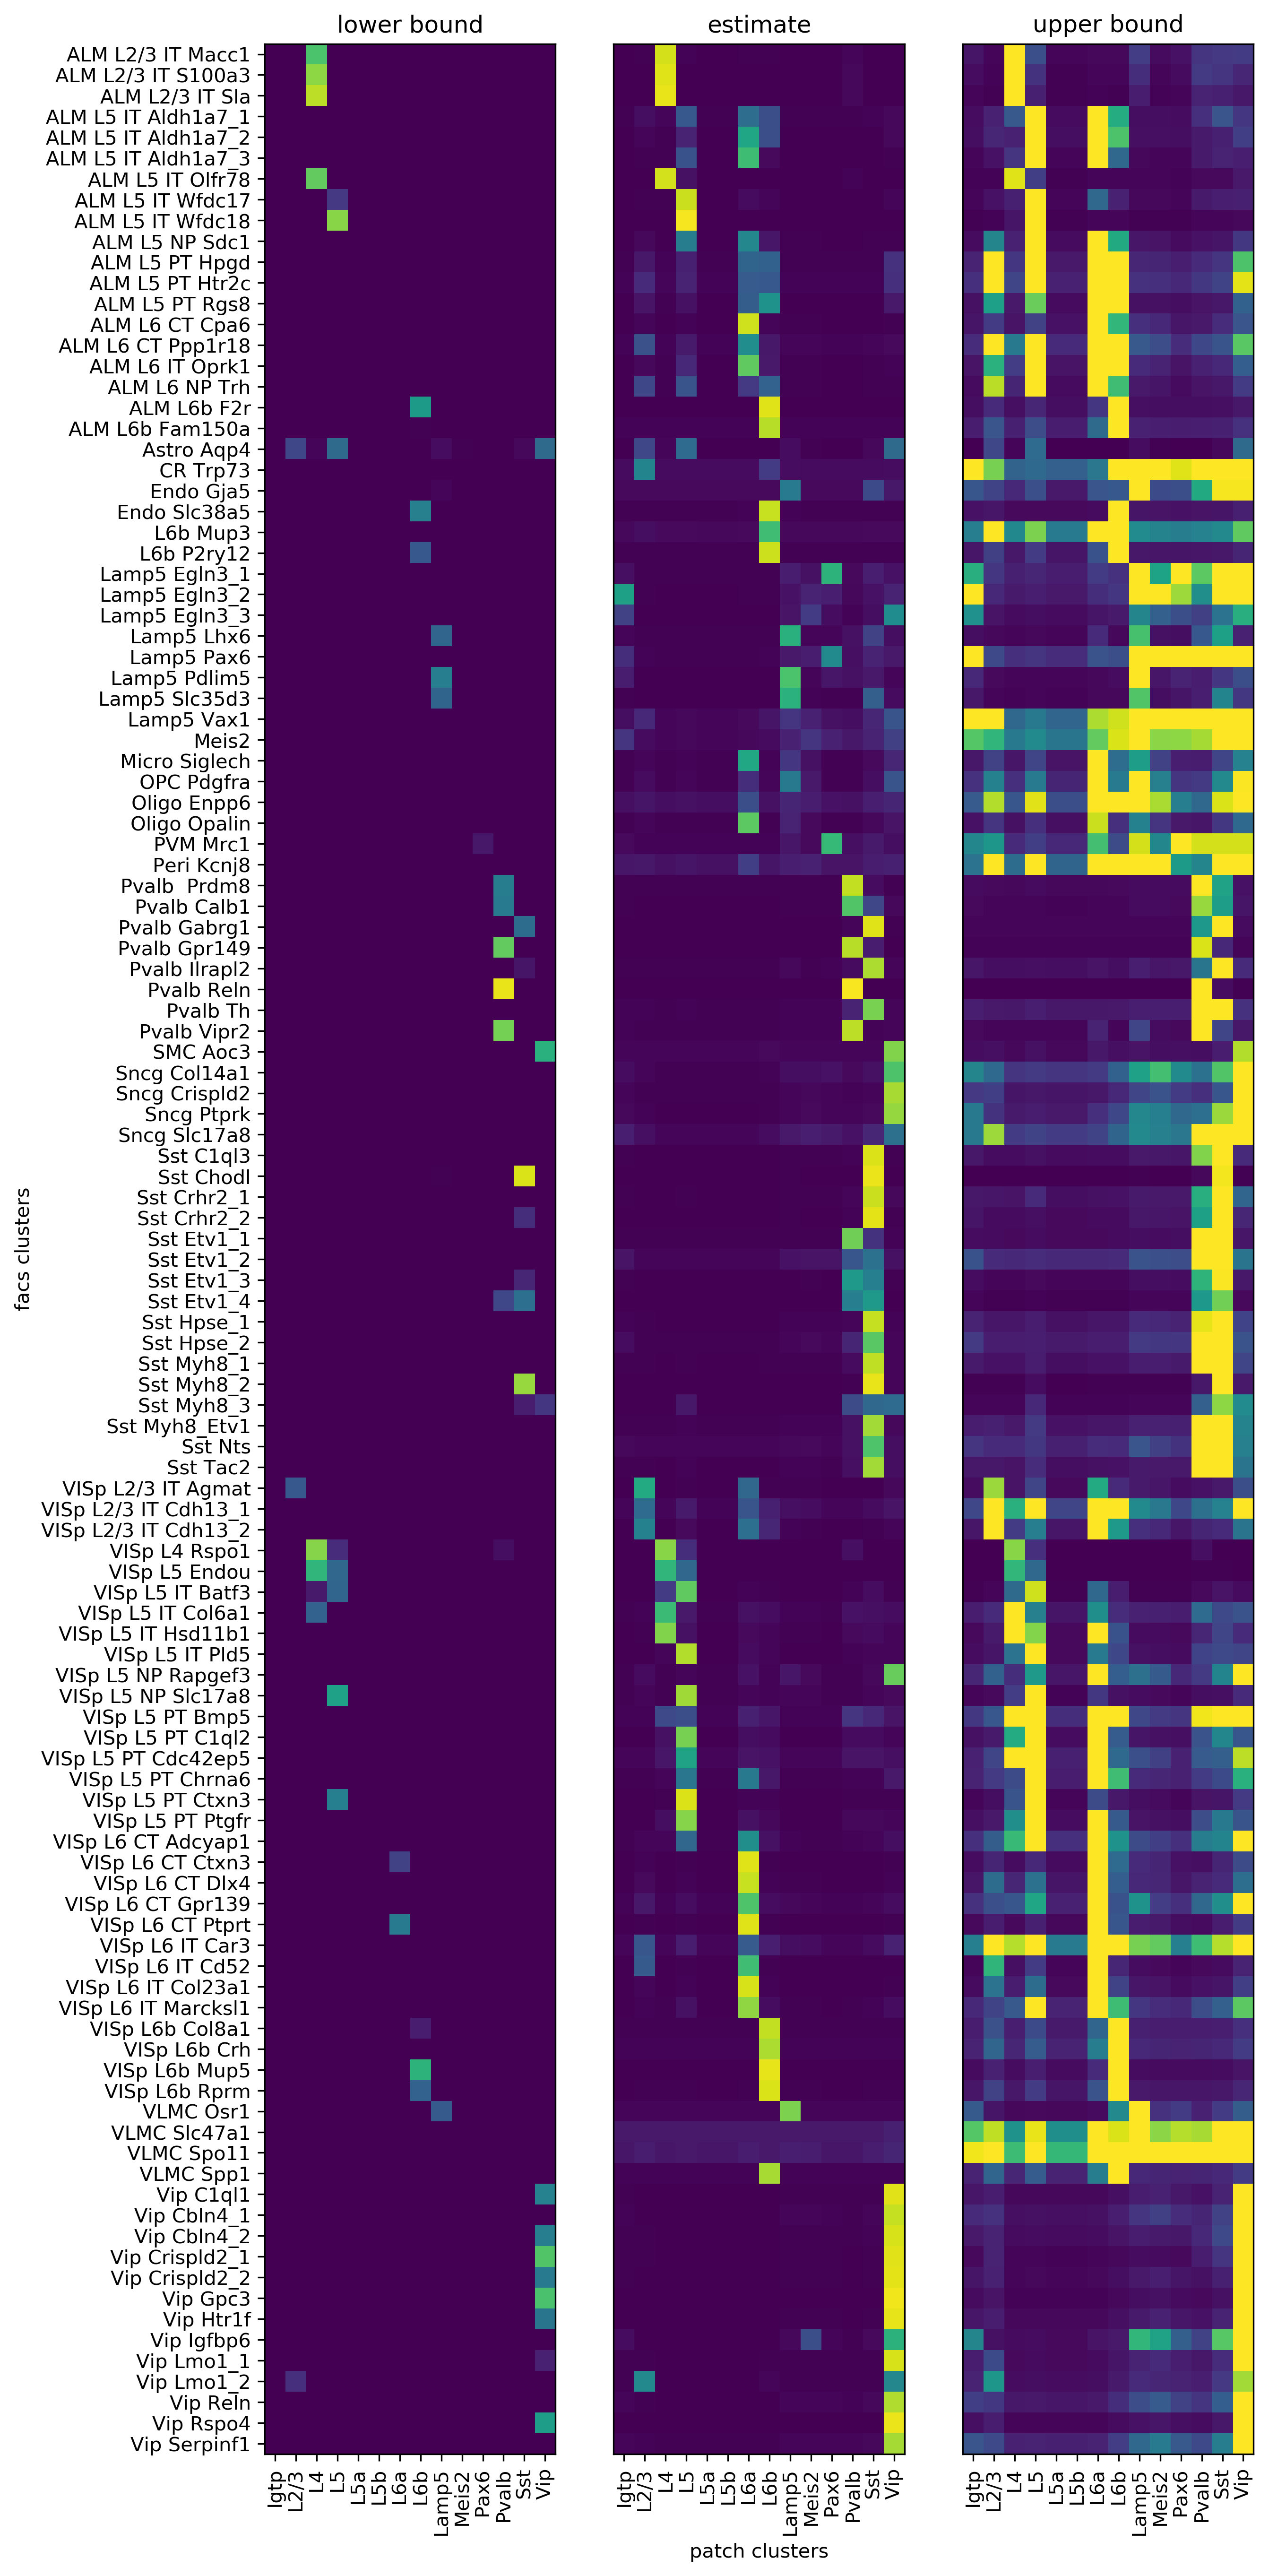 lower bound
estimate
upper bound
ALM L2/3 IT Macc1
ALM L2/3 IT S100a3
ALM L2/3 IT Sla
ALM L5 IT Aldh1a7_1
ALM L5 IT Aldh1a7_2
ALM L5 IT Aldh1a7_3
ALM L5 IT Olfr78
ALM L5 IT Wfdc17
ALM L5 IT Wfdc18
ALM L5 NP Sdc1
ALM L5 PT Hpgd
ALM L5 PT Htr2c
ALM L5 PT Rgs8
ALM L6 CT Cpa6
ALM L6 CT Ppp1r18
ALM L6 IT Oprk1
ALM L6 NP Trh
ALM L6b F2r
ALM L6b Fam150a
Astro Aqp4
CR Trp73
Endo Gja5
Endo Slc38a5
L6b Mup3
L6b P2ry12
Lamp5 Egln3_1
Lamp5 Egln3_2
Lamp5 Egln3_3
Lamp5 Lhx6
Lamp5 Pax6
Lamp5 Pdlim5
Lamp5 Slc35d3
Lamp5 Vax1
Meis2
Micro Siglech
OPC Pdgfra
Oligo Enpp6
Oligo Opalin
PVM Mrc1
Peri Kcnj8
Pvalb  Prdm8
Pvalb Calb1
Pvalb Gabrg1
Pvalb Gpr149
Pvalb Ilrapl2
Pvalb Reln
Pvalb Th
Pvalb Vipr2
SMC Aoc3
Sncg Col14a1
Sncg Crispld2
Sncg Ptprk
Sncg Slc17a8
Sst C1ql3
Sst Chodl
Sst Crhr2_1
Sst Crhr2_2
Sst Etv1_1
Sst Etv1_2
Sst Etv1_3
Sst Etv1_4
Sst Hpse_1
Sst Hpse_2
Sst Myh8_1
Sst Myh8_2
Sst Myh8_3
Sst Myh8_Etv1
Sst Nts
Sst Tac2
VISp L2/3 IT Agmat
VISp L2/3 IT Cdh13_1
VISp L2/3 IT Cdh13_2
VISp L4 Rspo1
VISp L5 Endou
VISp L5 IT Batf3
VISp L5 IT Col6a1
VISp L5 IT Hsd11b1
VISp L5 IT Pld5
VISp L5 NP Rapgef3
VISp L5 NP Slc17a8
VISp L5 PT Bmp5
VISp L5 PT C1ql2
VISp L5 PT Cdc42ep5
VISp L5 PT Chrna6
VISp L5 PT Ctxn3
VISp L5 PT Ptgfr
VISp L6 CT Adcyap1
VISp L6 CT Ctxn3
VISp L6 CT Dlx4
VISp L6 CT Gpr139
VISp L6 CT Ptprt
VISp L6 IT Car3
VISp L6 IT Cd52
VISp L6 IT Col23a1
VISp L6 IT Marcksl1
VISp L6b Col8a1
VISp L6b Crh
VISp L6b Mup5
VISp L6b Rprm
VLMC Osr1
VLMC Slc47a1
VLMC Spo11
VLMC Spp1
Vip C1ql1
Vip Cbln4_1
Vip Cbln4_2
Vip Crispld2_1
Vip Crispld2_2
Vip Gpc3
Vip Htr1f
Vip Igfbp6
Vip Lmo1_1
Vip Lmo1_2
Vip Reln
Vip Rspo4
Vip Serpinf1
facs clusters
Igtp L2/3 L4 L5 L5a L5b L6a L6b Lamp5 Meis2 Pax6 Pvalb Sst Vip
Igtp L2/3 L4 L5 L5a L5b L6a L6b Lamp5 Meis2 Pax6 Pvalb Sst Vip
Igtp L2/3 L4 L5 L5a L5b L6a L6b Lamp5 Meis2 Pax6 Pvalb Sst Vip
patch clusters